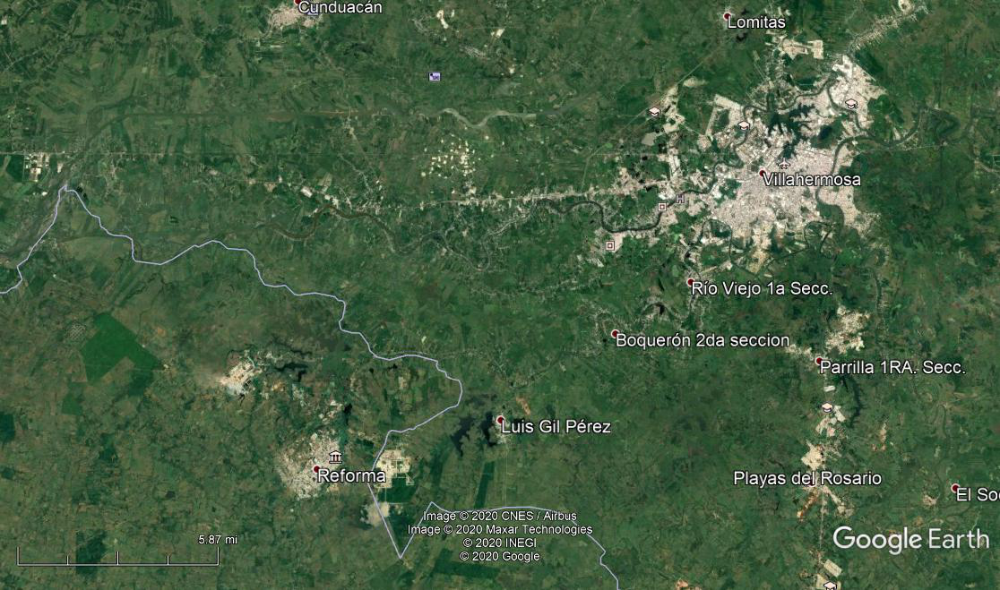 Cunduacán
Lomitas
Villahermosa
Río Viejo 1a Secc.
Boquerón 2da seccion
Parrilla 1RA. Secc.
Luis Gil Pérez
Reforma
Playas del Rosario
El So
Image © 2020 CNES / Airbus
Image © 2020 Maxar Technologies
© 2020 INEGI
© 2020 Google
5.87 mi
Google Earth